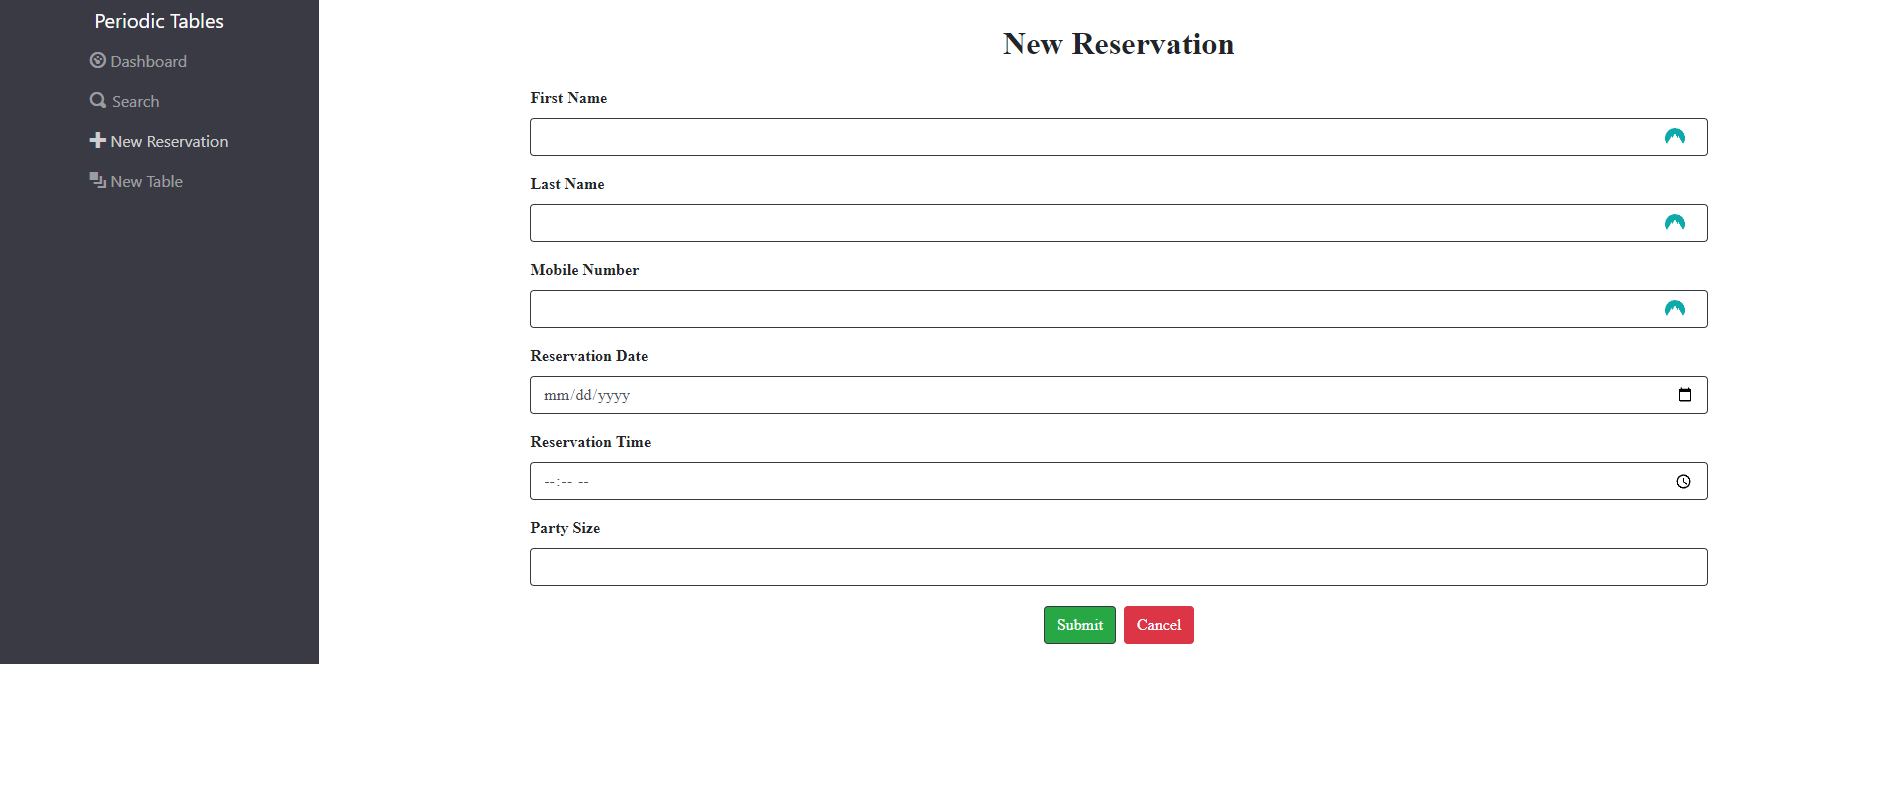 Periodic Tables
Dashboard
Search
New Reservation
New Table
New Reservation
First Name
Last Name
Mobile Number
Reservation Date
mm/dd/yyyy
Reservation Time
--:-- --
Party Size
Submit Cancel